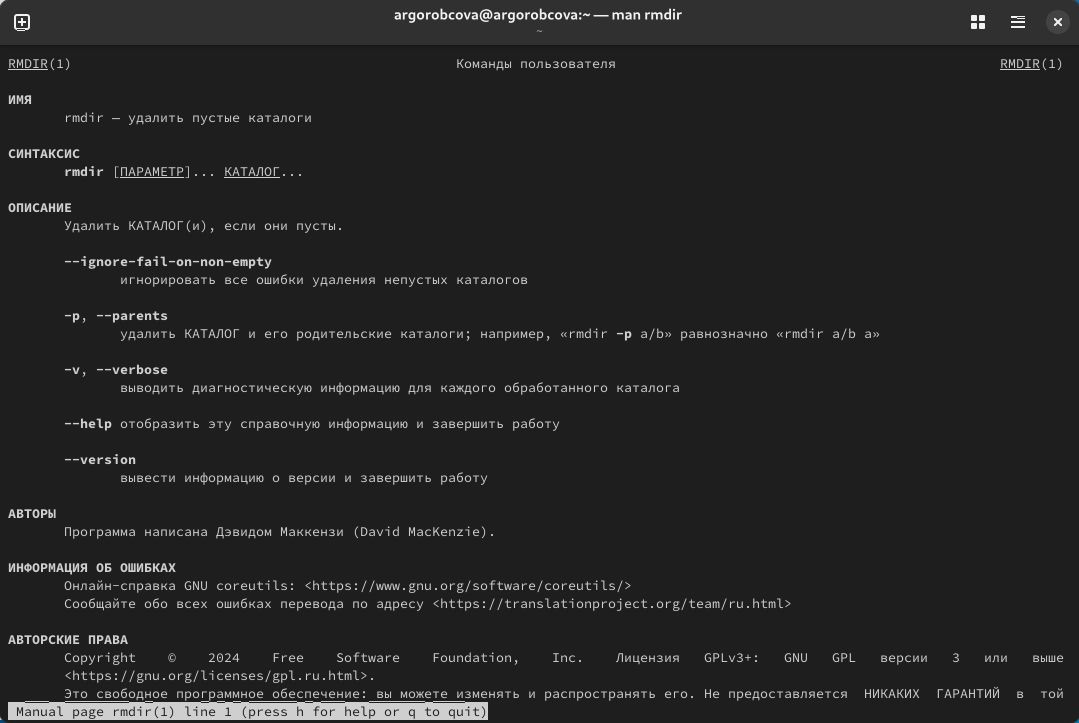 argorobcova@argorobcova:~ — man rmdir
~
RMDIR(1) Команды пользователя RMDIR(1)
ИМЯ
rmdir — удалить пустые каталоги
СИНТАКСИС
rmdir [ПАРАМЕТР]... КАТАЛОГ...
ОПИСАНИЕ
Удалить КАТАЛОГ(и), если они пусты.
--ignore-fail-on-non-empty
игнорировать все ошибки удаления непустых каталогов
-p, --parents
удалить КАТАЛОГ и его родительские каталоги; например, «rmdir -p a/b» равнозначно «rmdir a/b a»
-v, --verbose
выводить диагностическую информацию для каждого обработанного каталога
--help отобразить эту справочную информацию и завершить работу
--version
вывести информацию о версии и завершить работу
АВТОРЫ
Программа написана Дэвидом Маккензи (David MacKenzie).
ИНФОРМАЦИЯ ОБ ОШИБКАХ
Онлайн-справка GNU coreutils: <https://www.gnu.org/software/coreutils/>
Сообщайте обо всех ошибках перевода по адресу <https://translationproject.org/team/ru.html>
АВТОРСКИЕ ПРАВА
Copyright © 2024 Free Software Foundation, Inc. Лицензия GPLv3+: GNU GPL версии 3 или выше
<https://gnu.org/licenses/gpl.ru.html>.
Это свободное программное обеспечение: вы можете изменять и распространять его. Не предоставляется НИКАКИХ ГАРАНТИЙ в той
Manual page rmdir(1) line 1 (press h for help or q to quit)